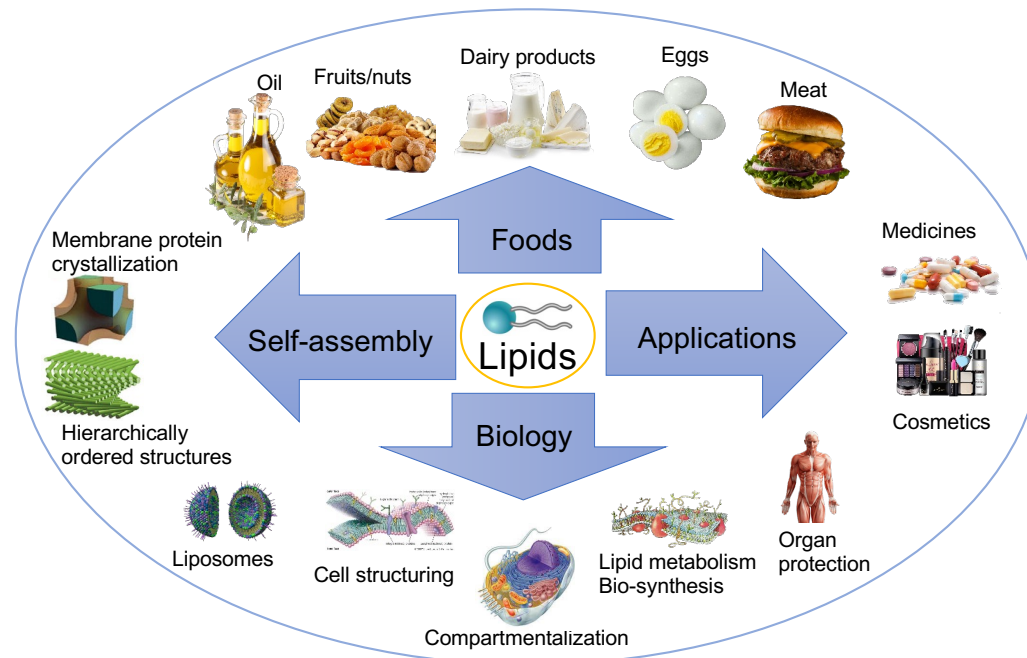 Oil
Fruits/nuts
Dairy products
Eggs
Meat
Membrane protein
crystallization
Foods
Medicines
Self-assembly
Lipids
Applications
Cosmetics
Hierarchically
ordered structures
Biology
Liposomes
Cell structuring
Compartmentalization
Lipid metabolism
Bio-synthesis
Organ
protection